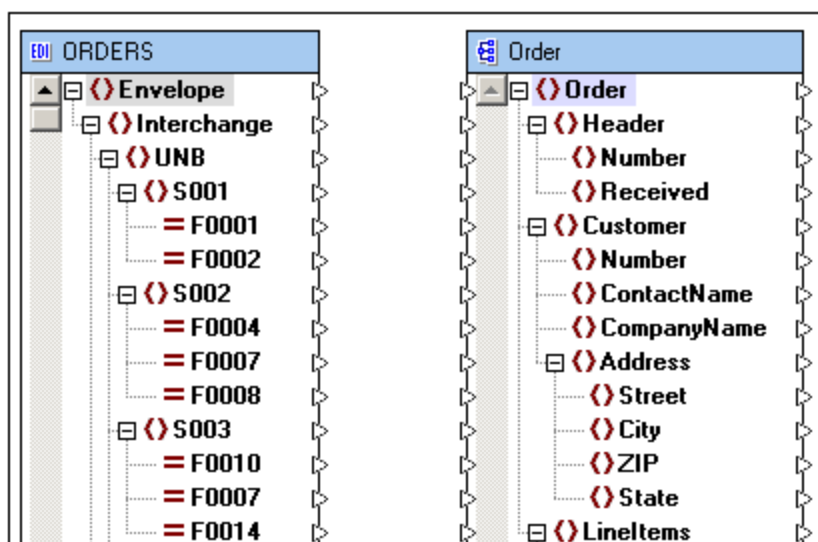 EDI ORDERS
Envelope
Interchange
UNB
S001
F0001
F0002
S002
F0004
F0007
F0008
S003
F0010
F0007
F0014
Order
Order
Header
Number
Received
Customer
Number
ContactName
CompanyName
Address
Street
City
ZIP
State
LineItems